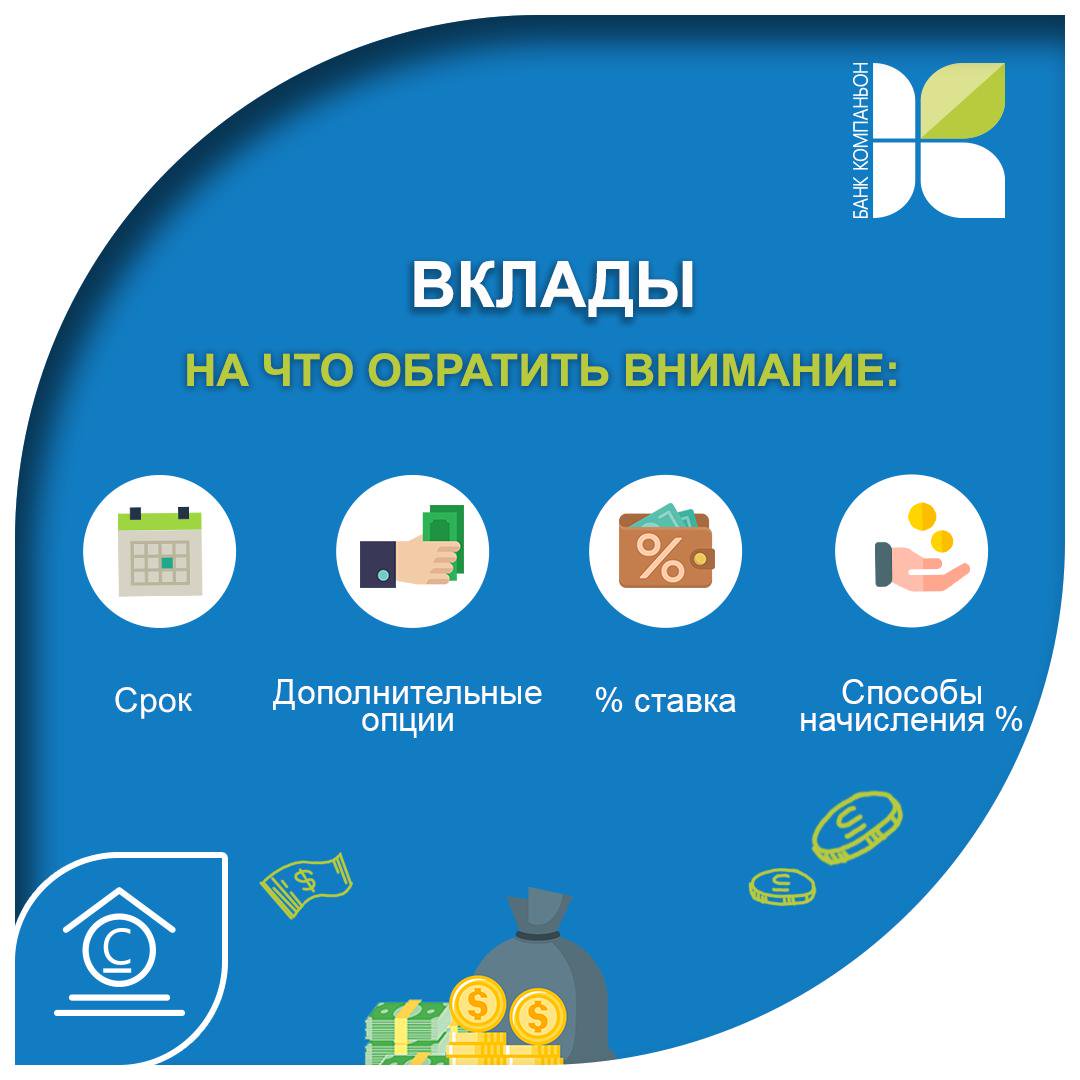 БАНК КОМПАНЬОН
ВКЛАДЫ
НА ЧТО ОБРАТИТЬ ВНИМАНИЕ:
Срок
Дополнительные
опции
% ставка
Способы
начисления %
%
$
С
С
С
$
$